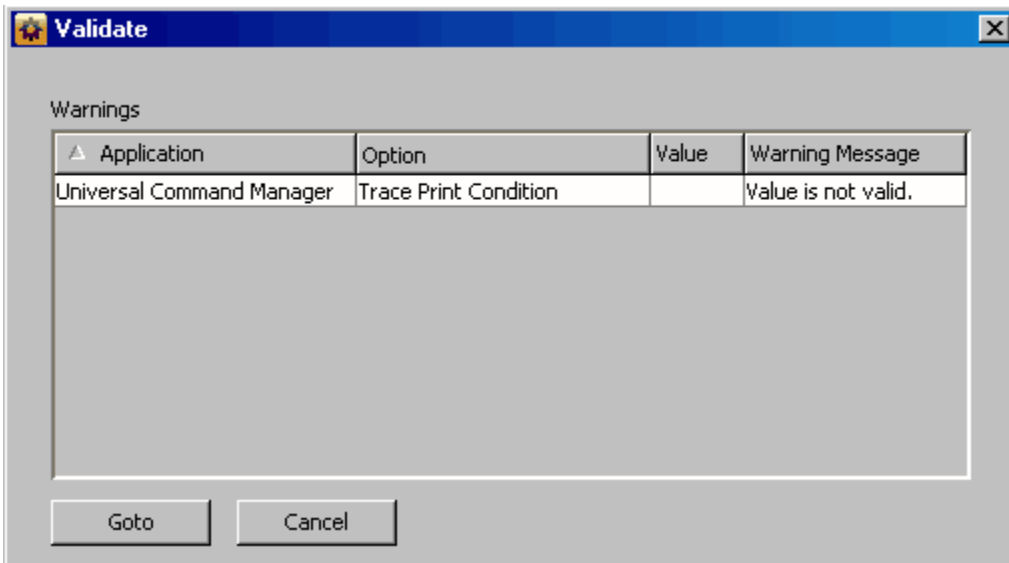 Validate
Warnings
Application Option Value Warning Message
Universal Command Manager Trace Print Condition Value is not valid.
Goto Cancel